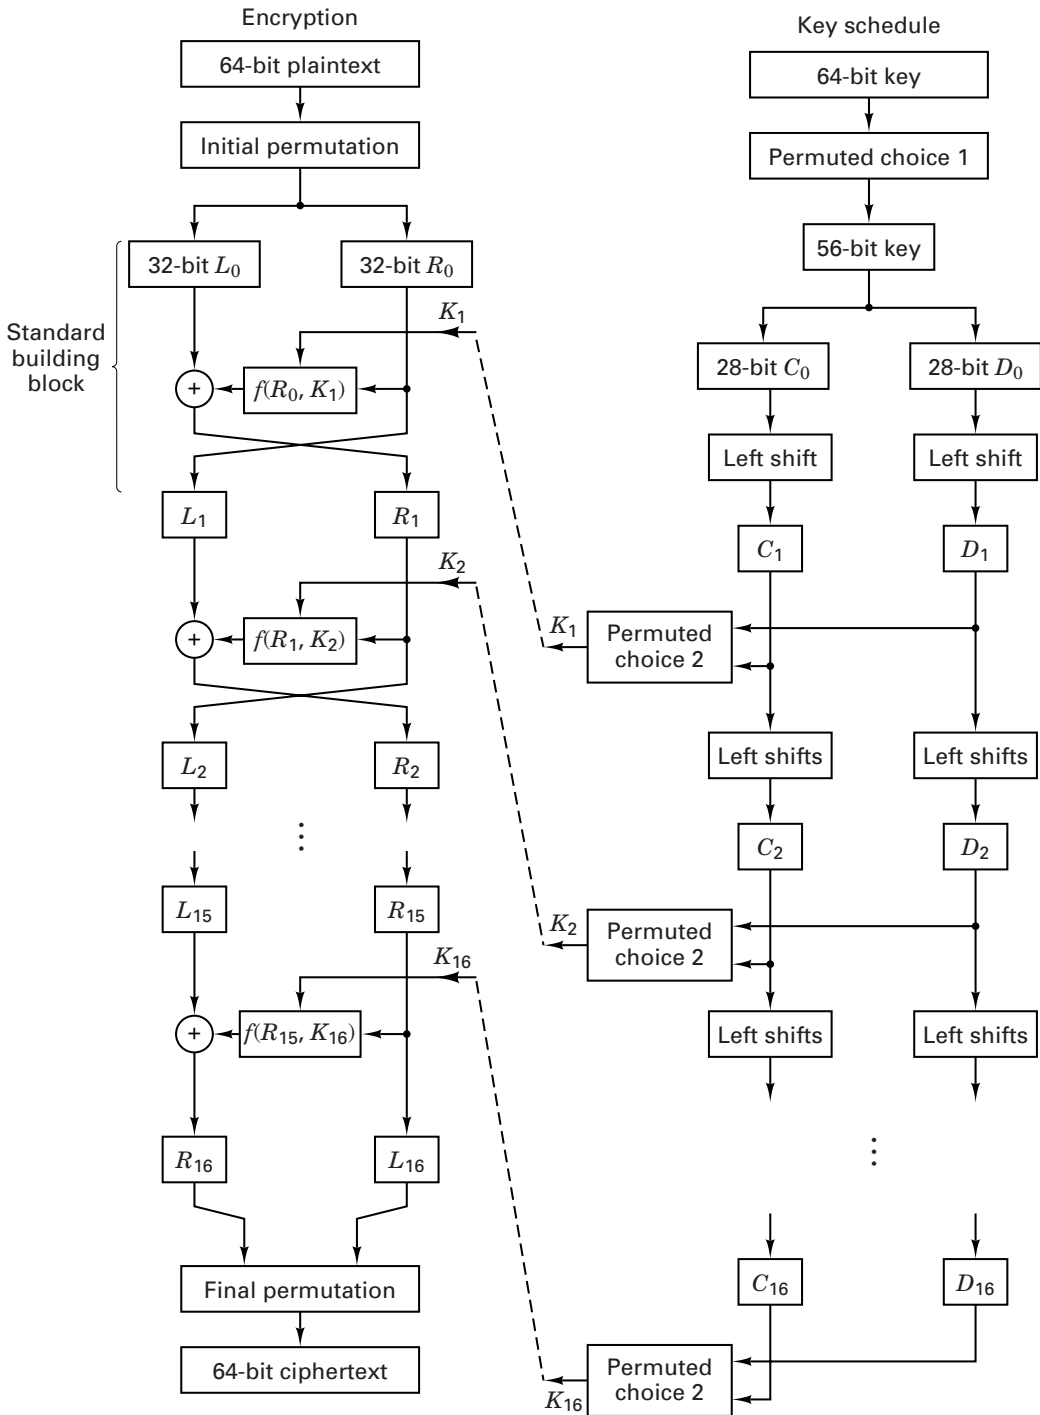 Encryption
64-bit plaintext
Initial permutation
32-bit L0
32-bit R0
Standard
building
block
K1
+
f(R0, K1)
L1
R1
K2
+
f(R1, K2)
L2
R2
⋮
L15
R15
K16
+
f(R15, K16)
R16
L16
Final permutation
64-bit ciphertext
Key schedule
64-bit key
Permuted choice 1
56-bit key
28-bit C0
28-bit D0
Left shift
Left shift
C1
D1
K1
Permuted
choice 2
Left shifts
Left shifts
C2
D2
K2
Permuted
choice 2
Left shifts
Left shifts
⋮
C16
D16
K16
Permuted
choice 2